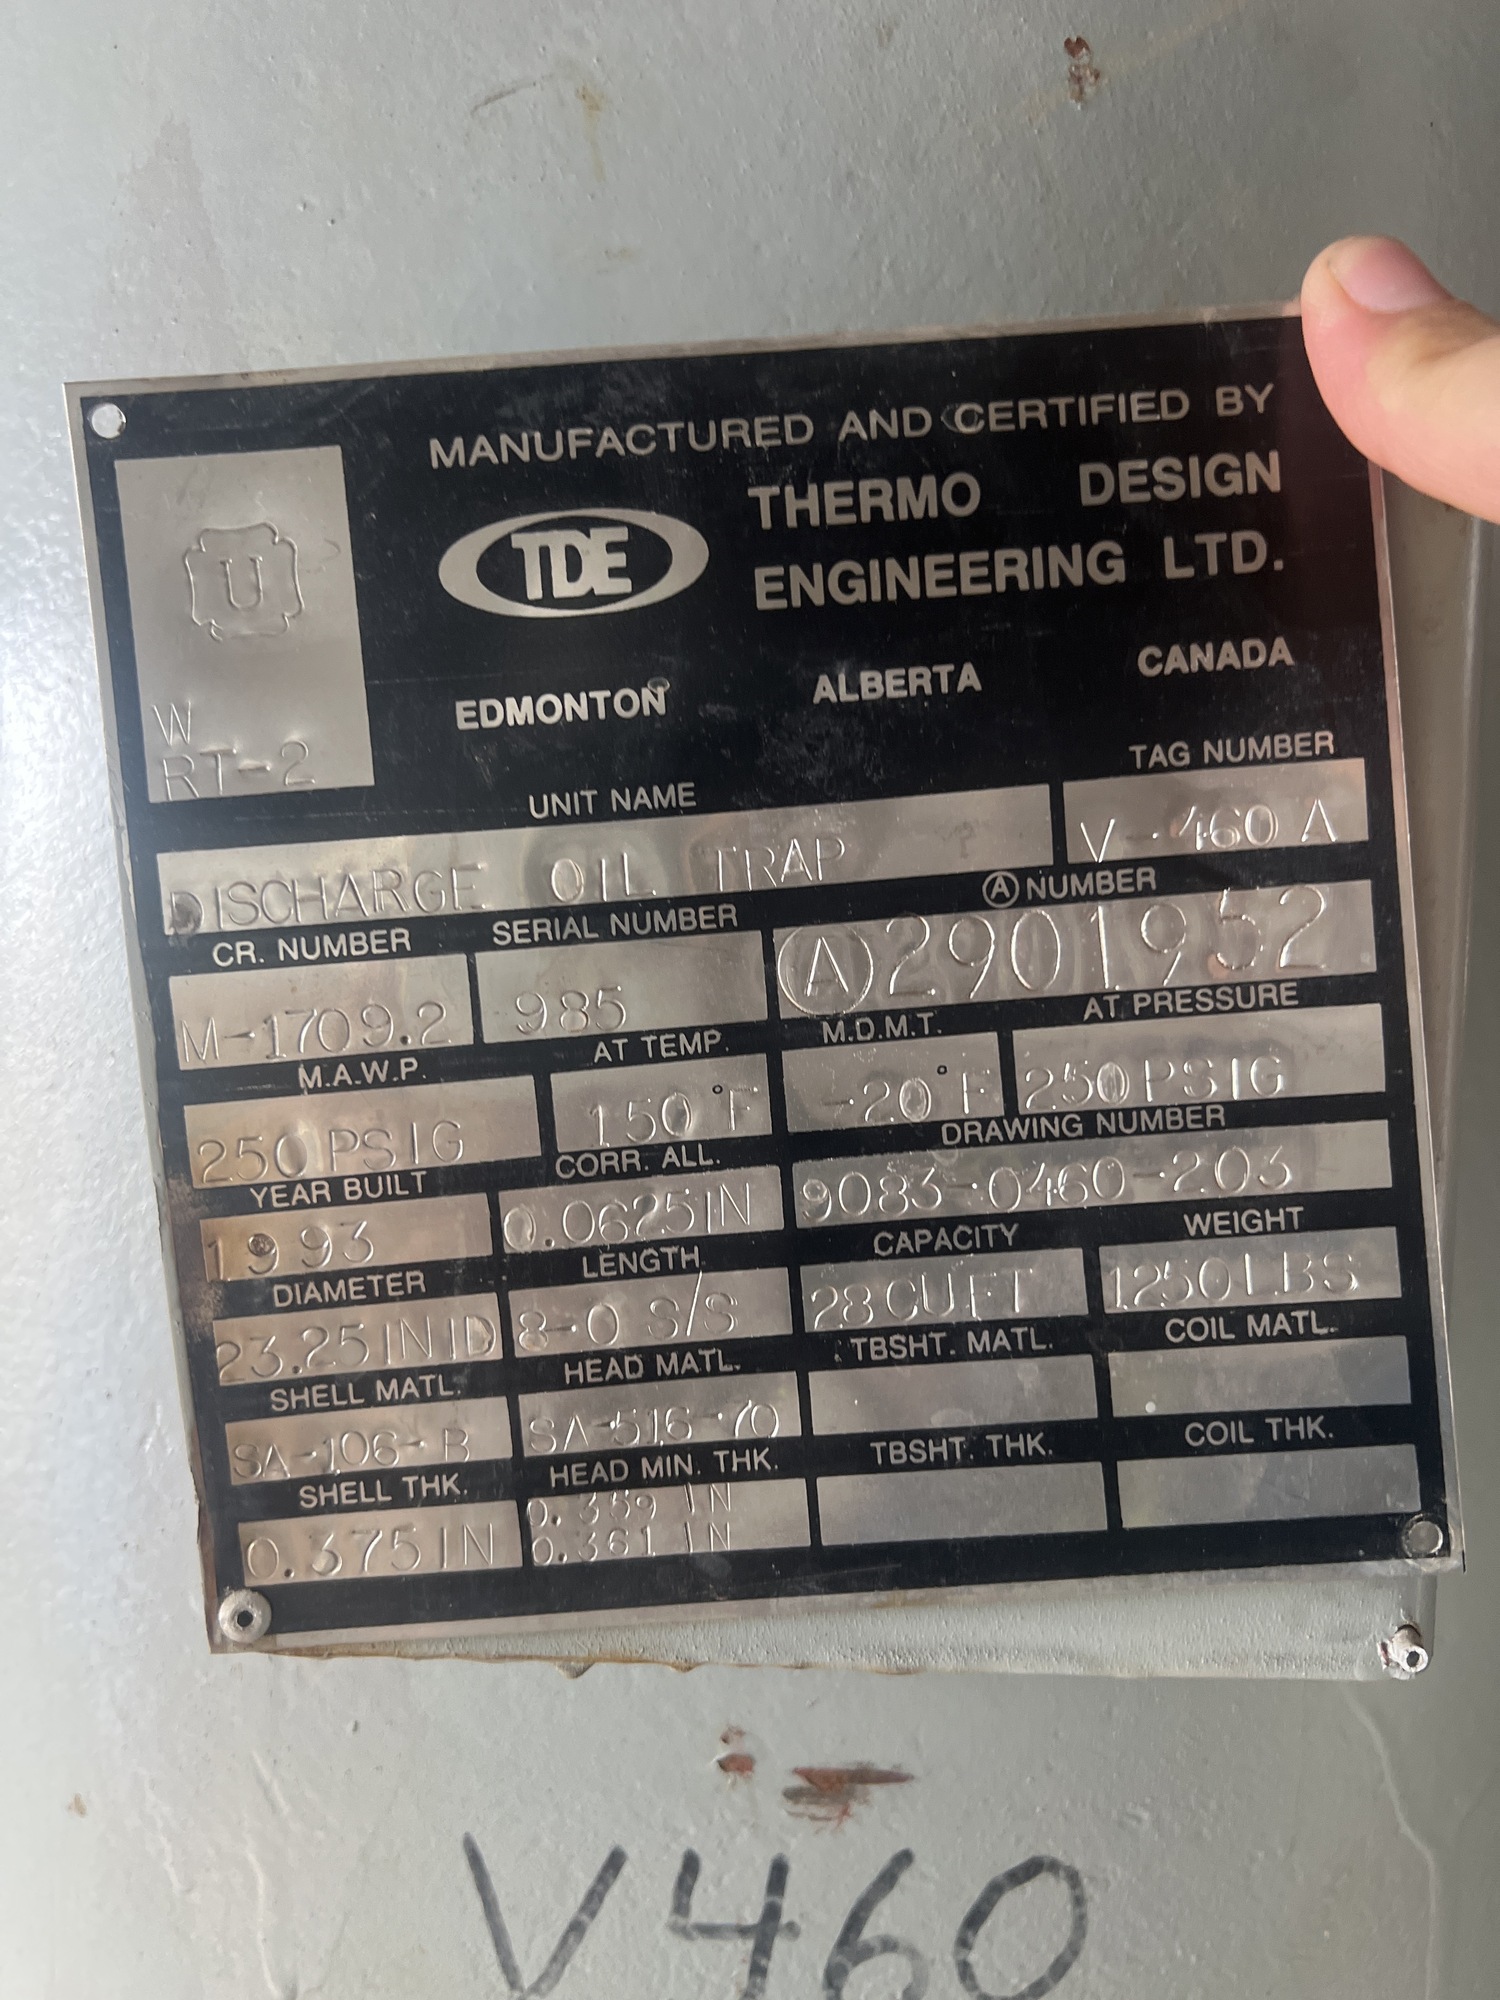 MANUFACTURED AND CERTIFIED BY
THERMO DESIGN
ENGINEERING LTD.
TDE
U
W
RT-2
EDMONTON ALBERTA CANADA
UNIT NAME TAG NUMBER
DISCHARGE OIL TRAP V-460 A
CR. NUMBER SERIAL NUMBER Ⓐ NUMBER
M-1709.2 985 Ⓐ2901952
M.A.W.P. AT TEMP. M.D.M.T. AT PRESSURE
250 PSIG 150°F -20°F 250 PSIG
YEAR BUILT CORR. ALL. DRAWING NUMBER
1993 0.0625 IN 9083-0460-203
DIAMETER LENGTH CAPACITY WEIGHT
23.25 IN ID 8-0 S/S 28 CU FT 1250 LBS
SHELL MATL. HEAD MATL. TBSHT. MATL. COIL MATL.
SA-106-B SA-516-70
SHELL THK. HEAD MIN. THK. TBSHT. THK. COIL THK.
0.375 IN 0.359 IN
0.361 IN
V460